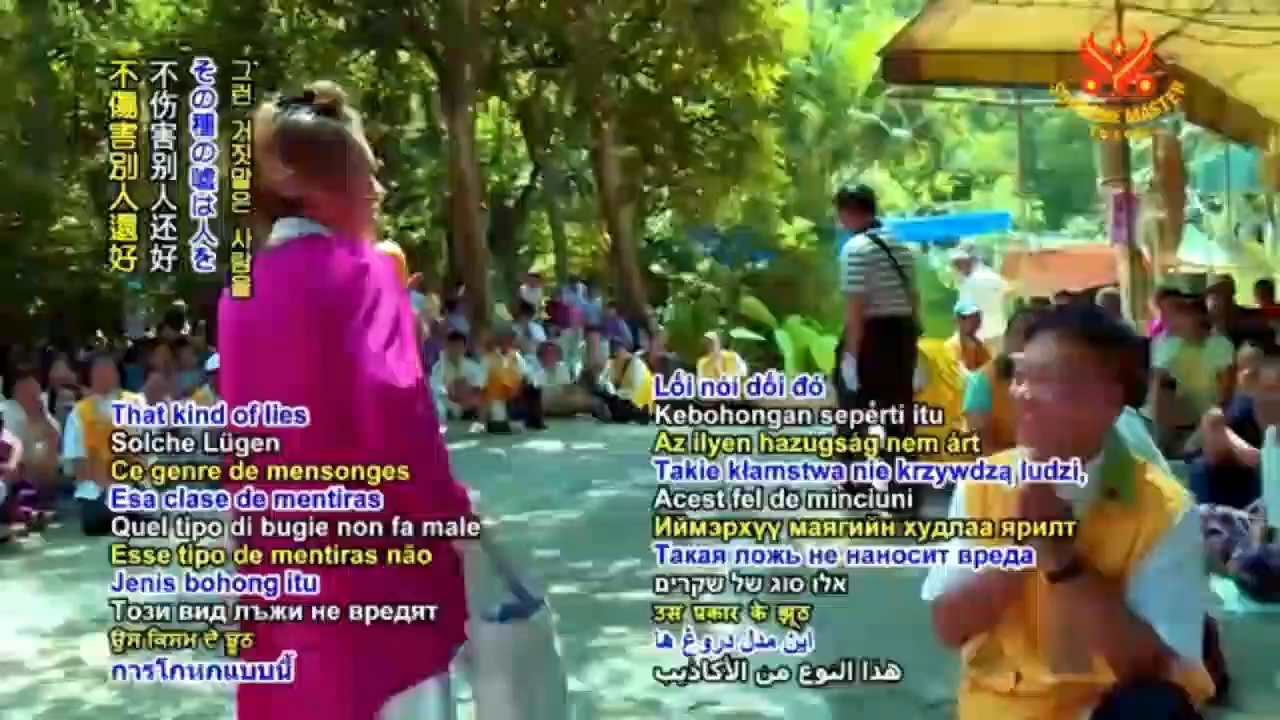 그런 거짓말은 사람을
その種の嘘は人を
不伤害别人还好
不傷害別人還好
MASTER
That kind of lies
Solche Lügen
Ce genre de mensonges
Esa clase de mentiras
Quel tipo di bugie non fa male
Esse tipo de mentiras não
Jenis bohong itu
Този вид лъжи не вредят
ਉਸ ਕਿਸਮ ਦੇ ਝੂਠ
การโกหกแบบนี้
Lối nói dối đó
Kebohongan seperti itu
Az ilyen hazugság nem árt
Takie kłamstwa nie krzywdzą ludzi,
Acest fel de minciuni
Иймэрхүү маягийн худлаа ярилт
Такая ложь не наносит вреда
אלו סוג של שקרים
उस प्रकार के झूठ
این مدل دروغ ها
هذا النوع من الأكاذيب